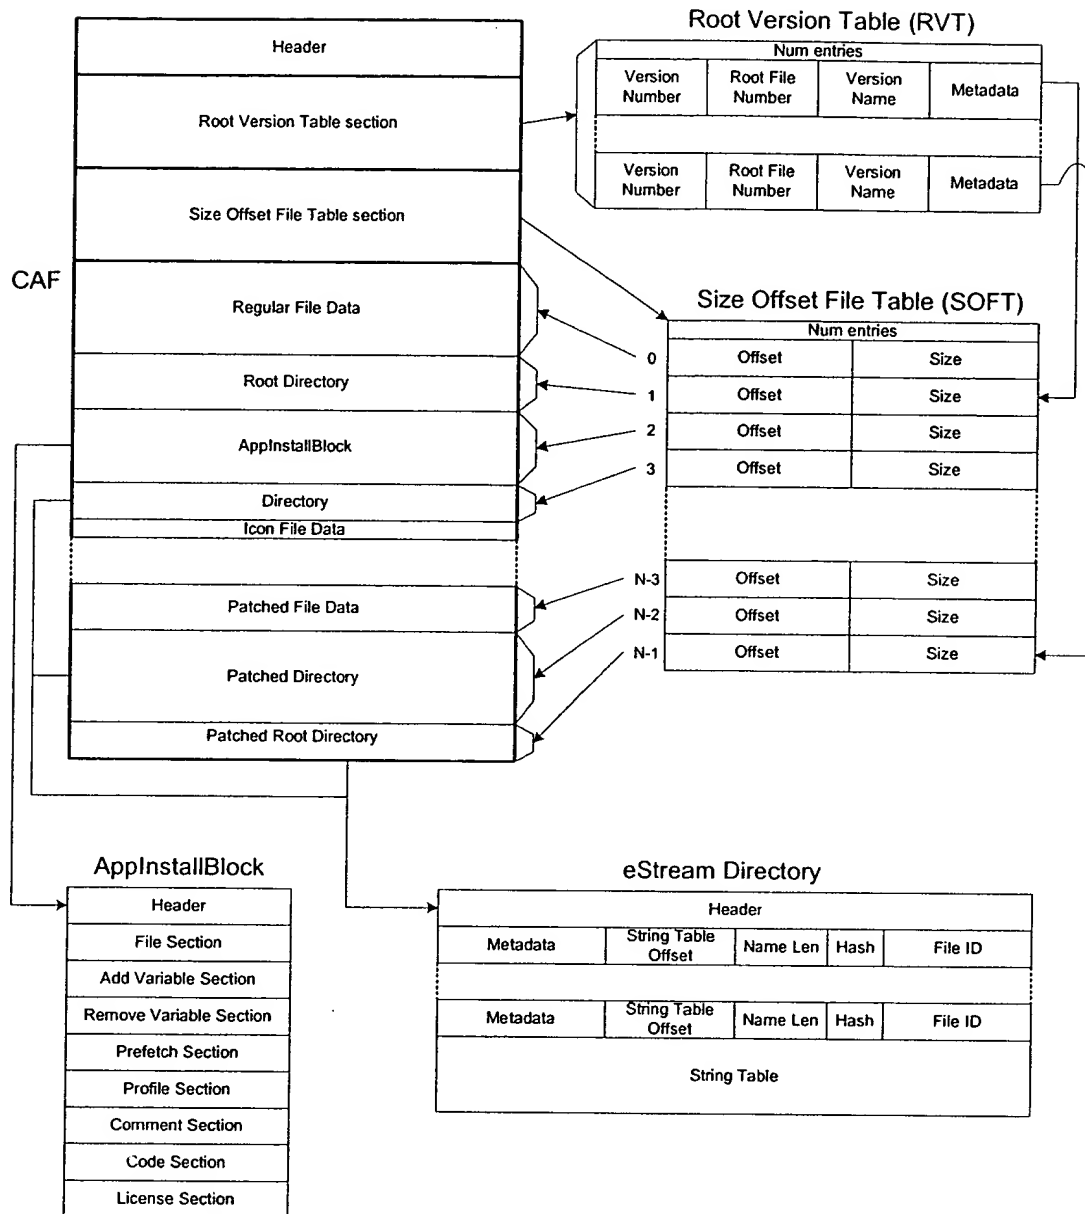 Root Version Table (RVT)
Num entries
Version Number
Root File Number
Version Name
Metadata
Version Number
Root File Number
Version Name
Metadata
CAF
Header
Root Version Table section
Size Offset File Table section
Regular File Data
Root Directory
AppInstallBlock
Directory
Icon File Data
Patched File Data
Patched Directory
Patched Root Directory
Size Offset File Table (SOFT)
Num entries
0 Offset Size
1 Offset Size
2 Offset Size
3 Offset Size
N-3 Offset Size
N-2 Offset Size
N-1 Offset Size
AppInstallBlock
Header
File Section
Add Variable Section
Remove Variable Section
Prefetch Section
Profile Section
Comment Section
Code Section
License Section
eStream Directory
Header
Metadata
String Table Offset
Name Len
Hash
File ID
Metadata
String Table Offset
Name Len
Hash
File ID
String Table